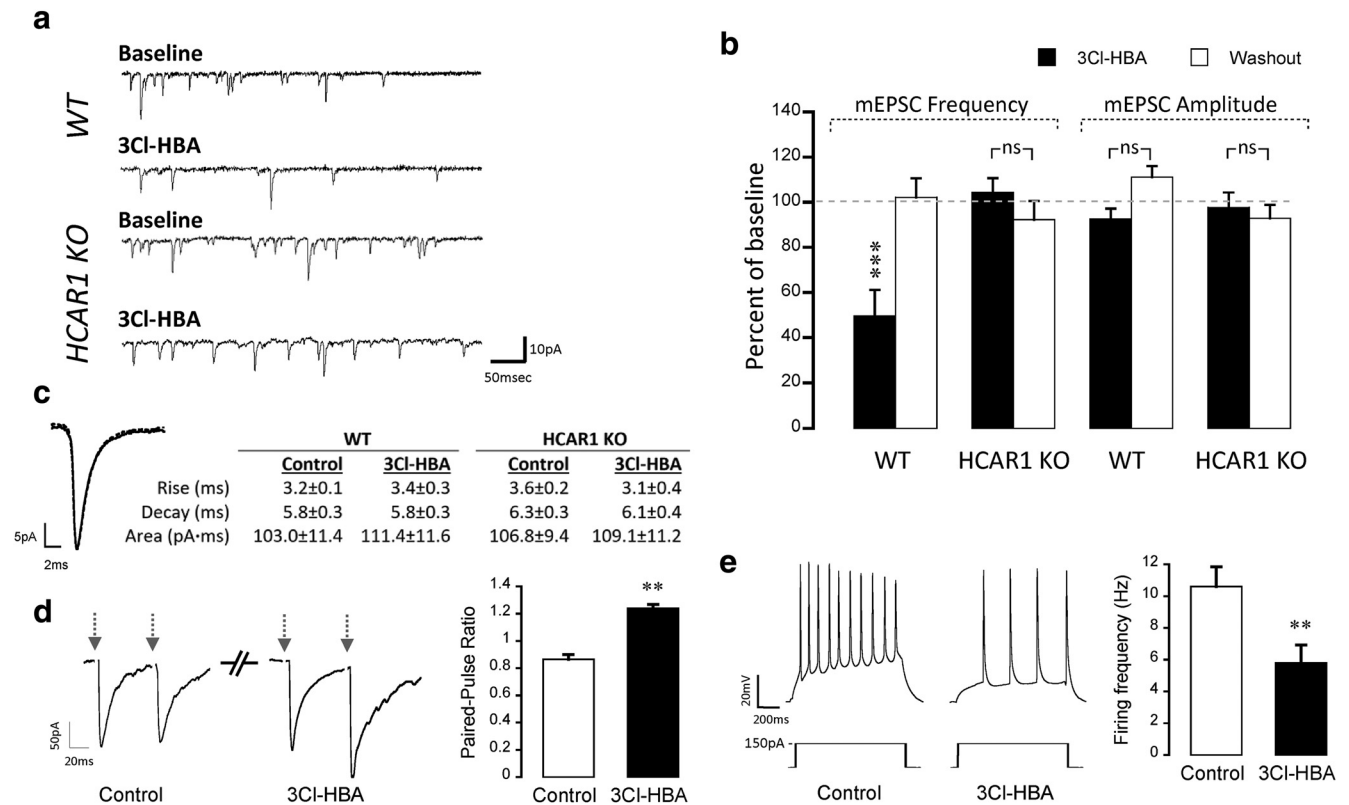 a
Baseline
WT
3Cl-HBA
Baseline
HCAR1 KO
3Cl-HBA
10pA
50msec
b
3Cl-HBA Washout
mEPSC Frequency mEPSC Amplitude
Percent of baseline
140
120
100
80
60
40
20
0
ns ns ns
***
WT HCAR1 KO WT HCAR1 KO
c
5pA
2ms
WT HCAR1 KO
Control 3Cl-HBA Control 3Cl-HBA
Rise (ms) 3.2±0.1 3.4±0.3 3.6±0.2 3.1±0.4
Decay (ms) 5.8±0.3 5.8±0.3 6.3±0.3 6.1±0.4
Area (pA·ms) 103.0±11.4 111.4±11.6 106.8±9.4 109.1±11.2
d
50pA
20ms
Control 3Cl-HBA
Paired-Pulse Ratio
1.4
1.2
1
0.8
0.6
0.4
0.2
0
**
Control 3Cl-HBA
e
20mV
200ms
150pA
Control 3Cl-HBA
Firing frequency (Hz)
12
10
8
6
4
2
0
**
Control 3Cl-HBA